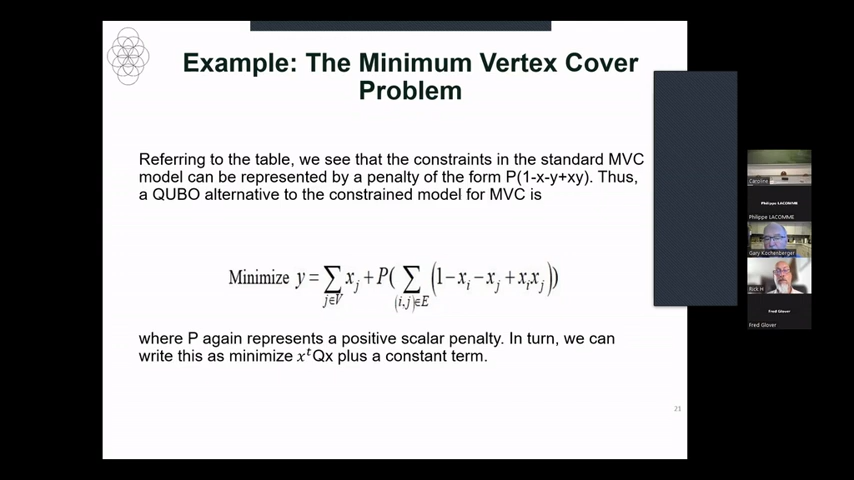 Example: The Minimum Vertex Cover
Problem
Referring to the table, we see that the constraints in the standard MVC
model can be represented by a penalty of the form P(1-x-y+xy). Thus,
a QUBO alternative to the constrained model for MVC is
Minimize y = ∑ x_j + P( ∑ (1 − x_i − x_j + x_i x_j))
j∈V (i,j)∈E
where P again represents a positive scalar penalty. In turn, we can
write this as minimize xᵗQx plus a constant term.
21
Caroline
Philippe LACOMME
Philippe LACOMME
Gary Kochenberger
Rick H
Fred Glover
Fred Glover